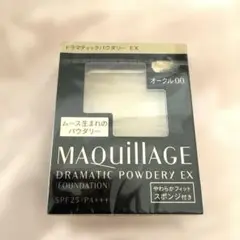 ドラマティックパウダリー EX
オークル00
ムース生まれの
パウダリー
MAQuillAGE
DRAMATIC POWDERY EX
(FOUNDATION)
SPF25・PA+++
やわらかフィット
スポンジ付き